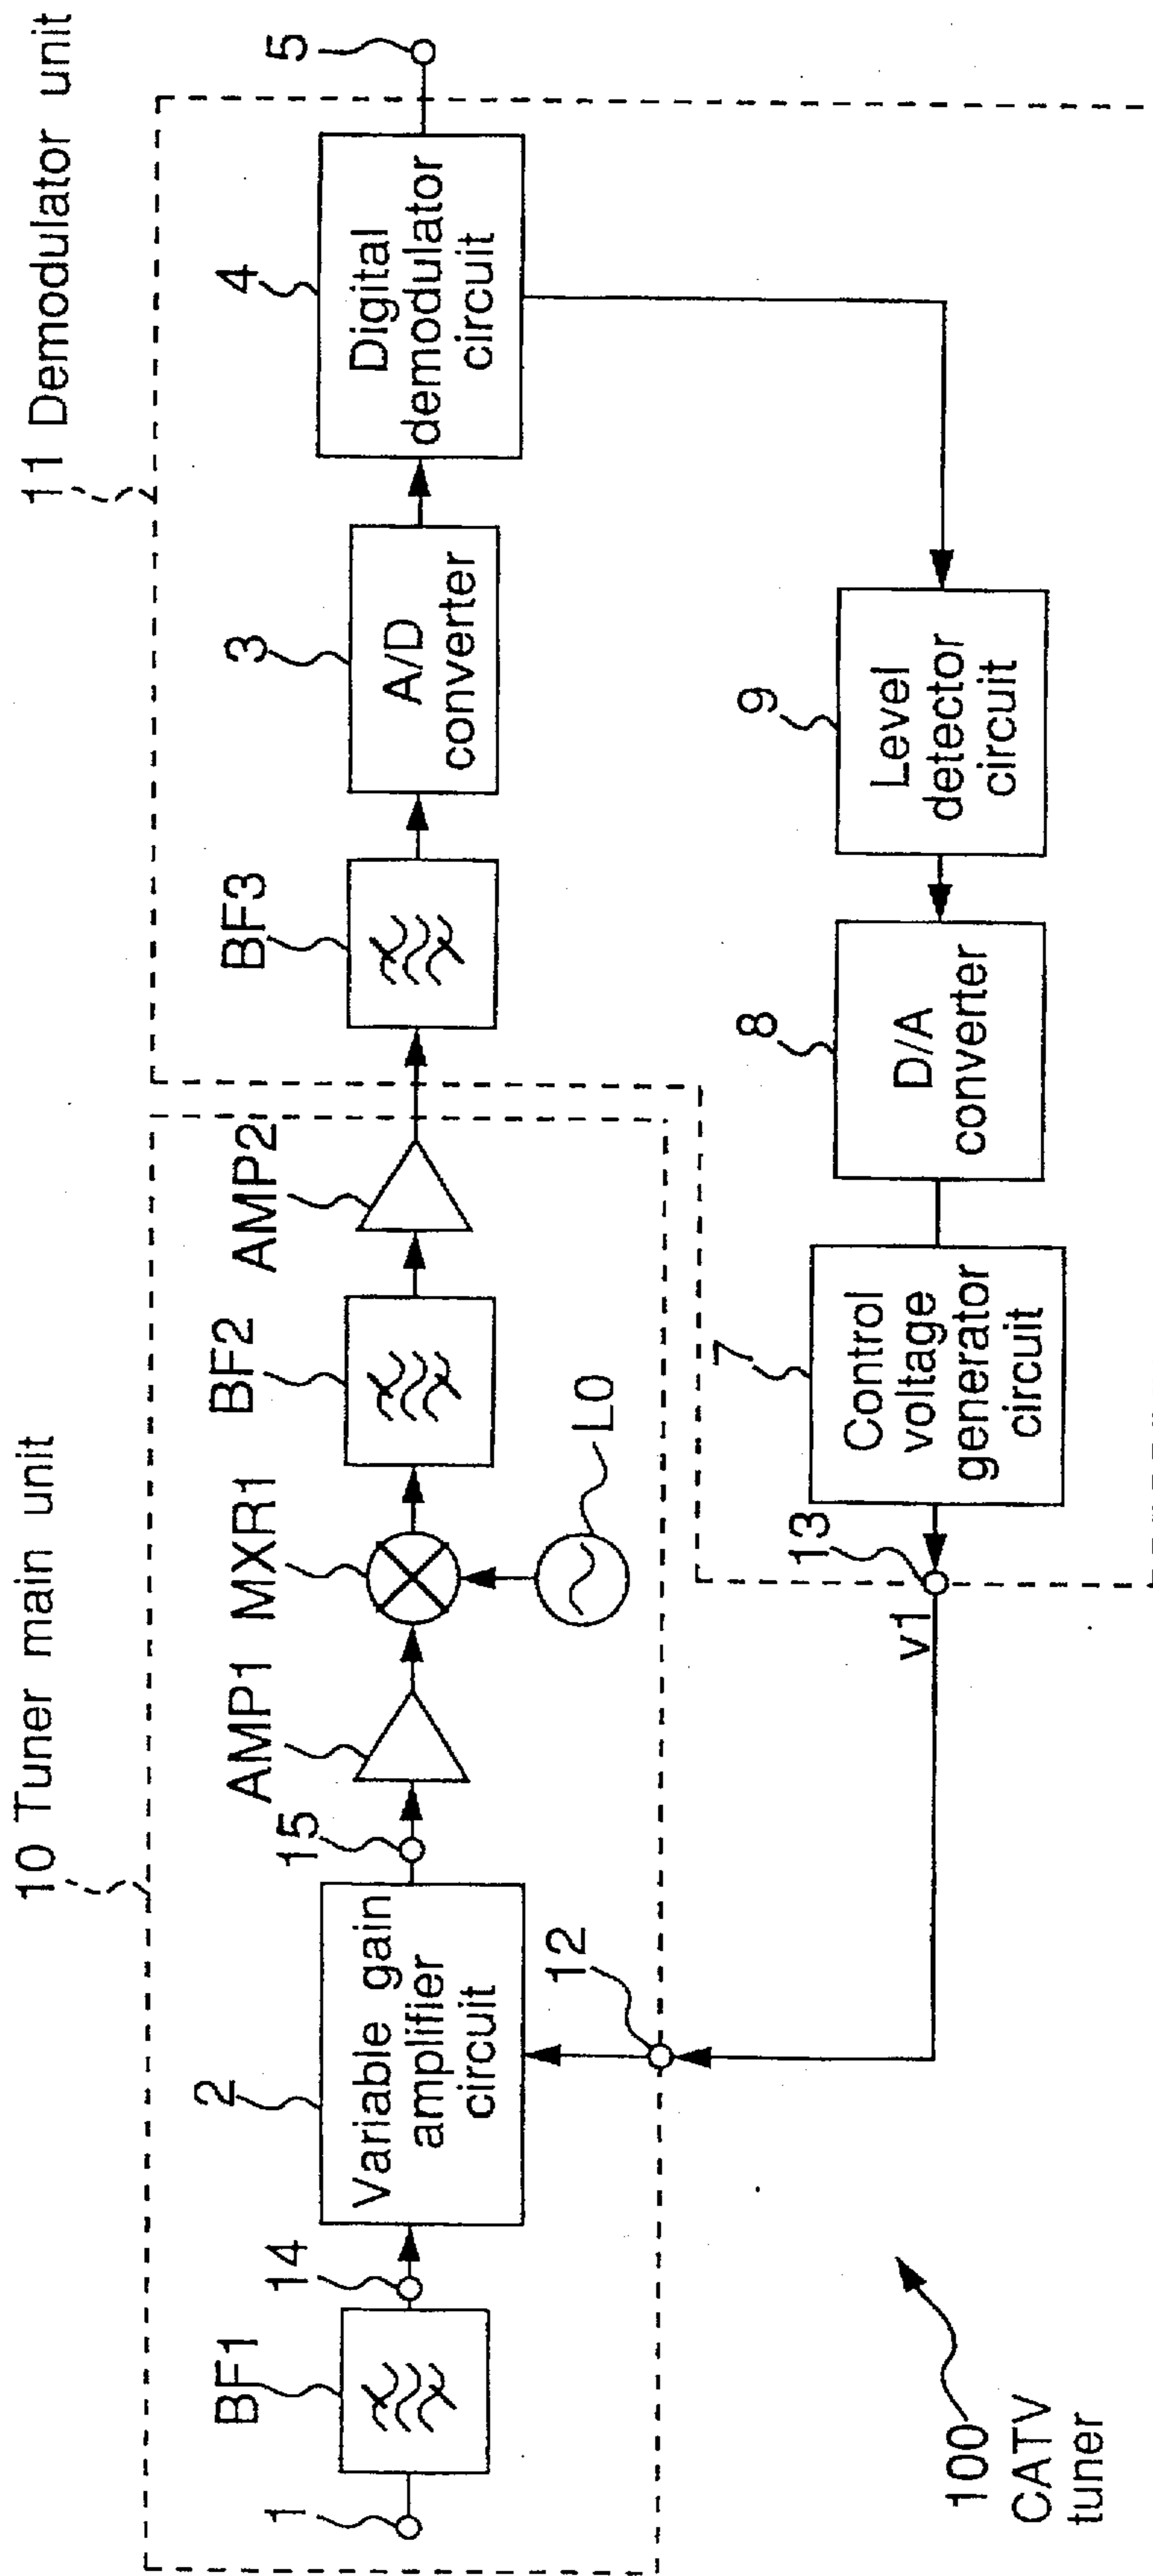 10 Tuner main unit
11 Demodulator unit
1
BF1
14
2
Variable gain
amplifier
circuit
15
AMP1
MXR1
L0
BF2
AMP2
BF3
3
A/D
converter
4
Digital
demodulator
circuit
5
12
v1
13
7
Control
voltage
generator
circuit
8
D/A
converter
9
Level
detector
circuit
100
CATV
tuner